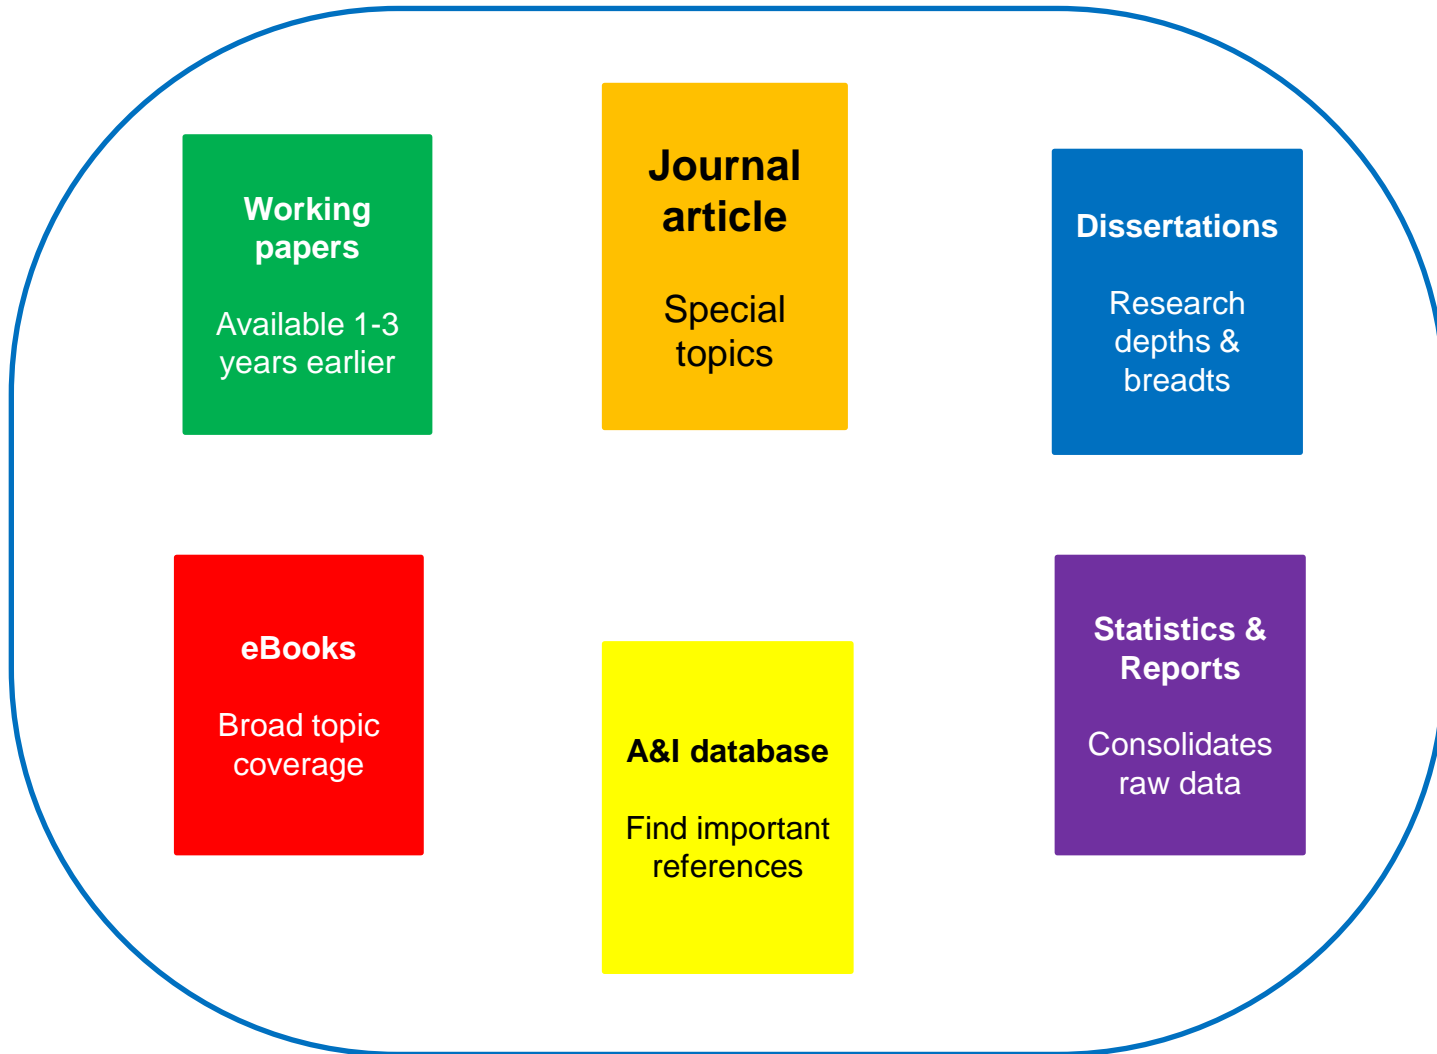 Working
papers
Available 1-3
years earlier
Journal
article
Special
topics
Dissertations
Research
depths &
breadts
eBooks
Broad topic
coverage
A&I database
Find important
references
Statistics &
Reports
Consolidates
raw data